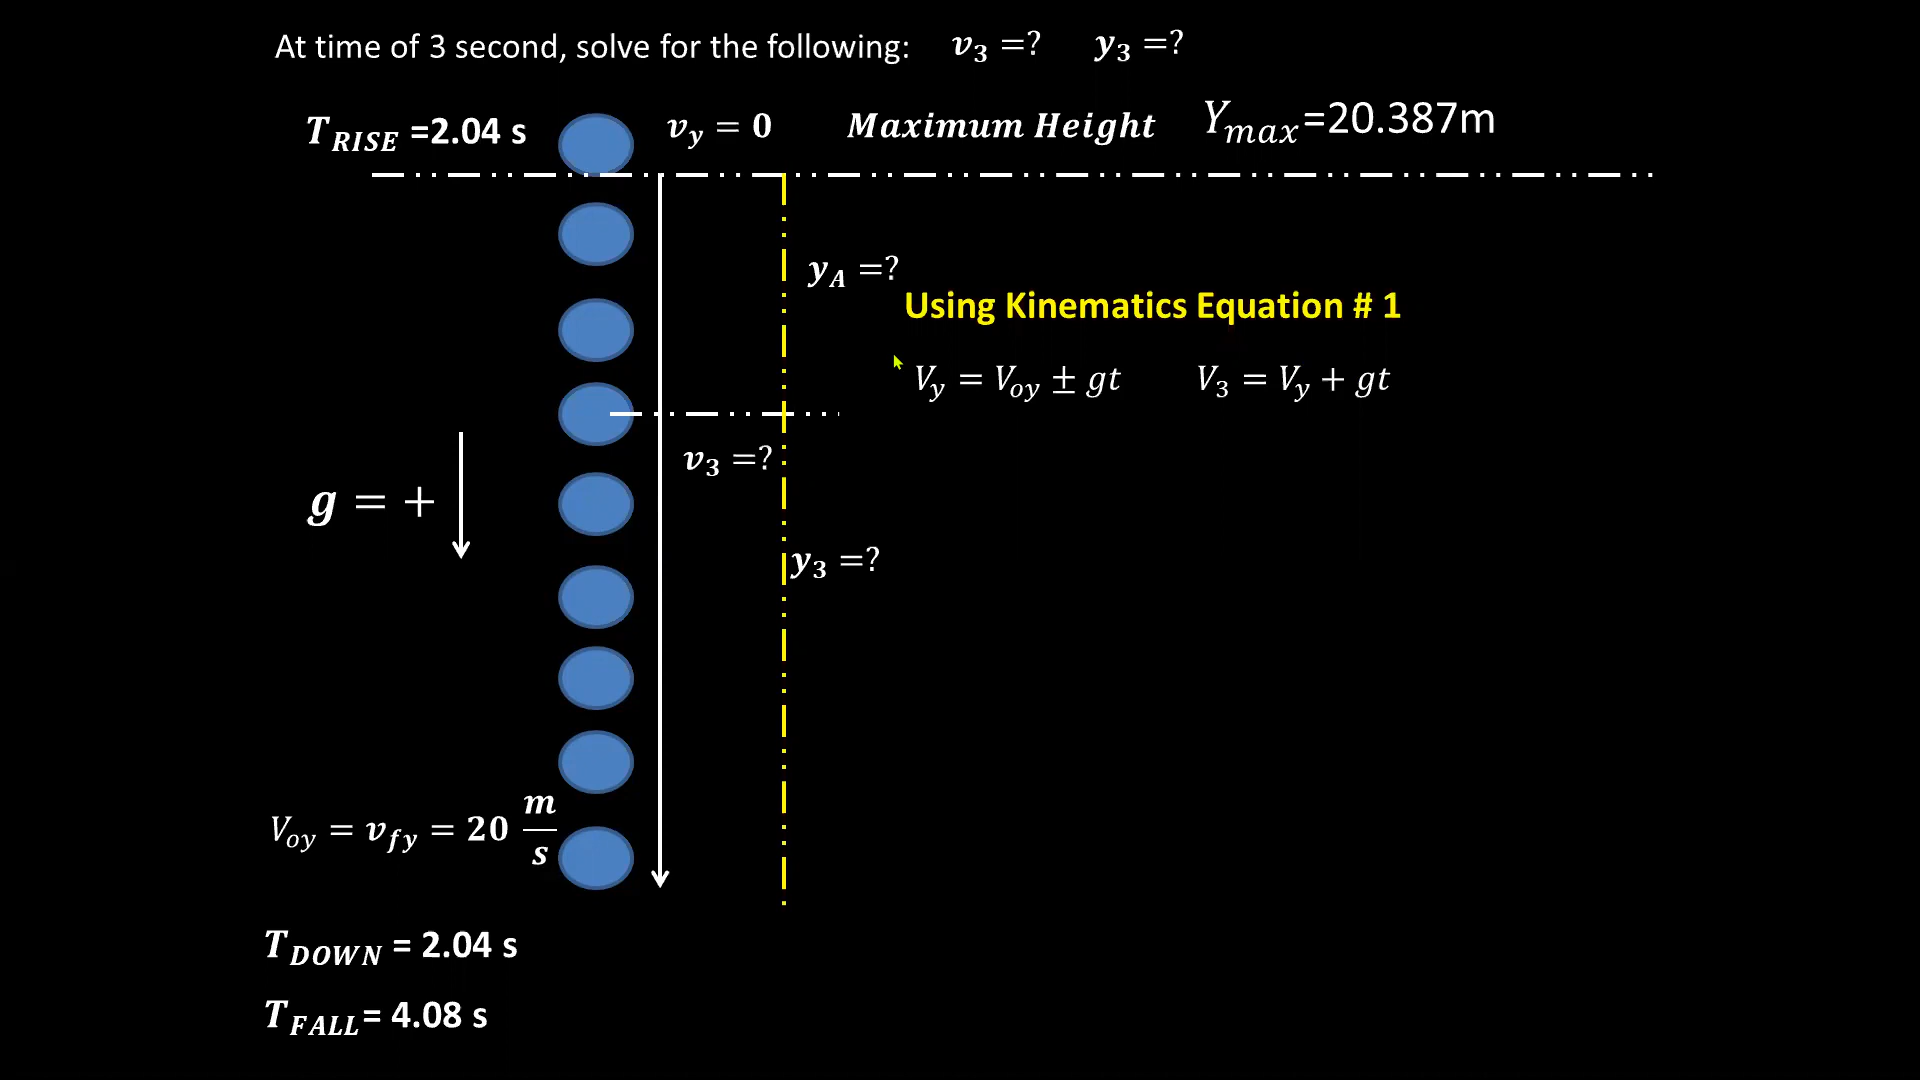 At time of 3 second, solve for the following: v₃ =? y₃ =?
T_RISE =2.04 s v_y = 0 Maximum Height Y_max=20.387m
y_A =?
Using Kinematics Equation # 1
V_y = V_oy ± gt V₃ = V_y + gt
v₃ =?
g = +
y₃ =?
V_oy = v_fy = 20 m/s
T_DOWN = 2.04 s
T_FALL= 4.08 s